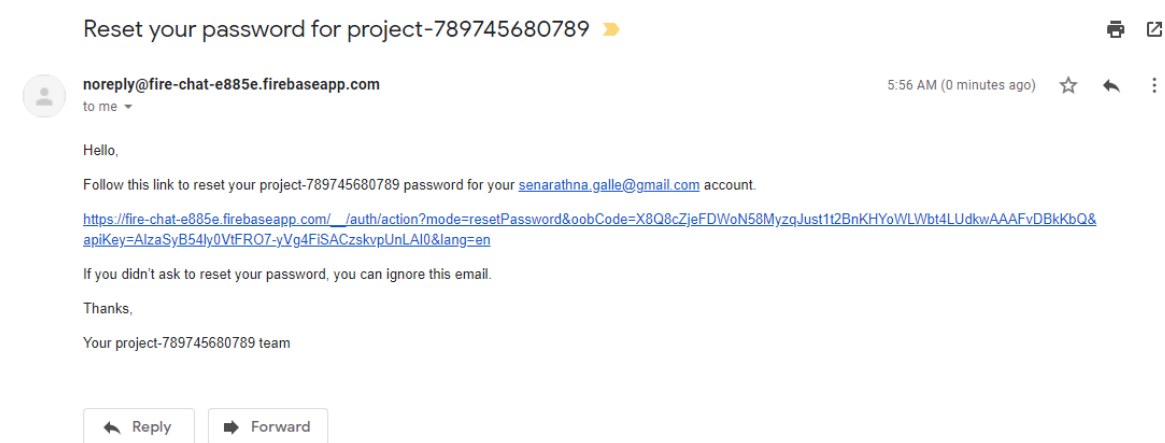 Reset your password for project-789745680789
noreply@fire-chat-e885e.firebaseapp.com
5:56 AM (0 minutes ago)
to me
Hello,
Follow this link to reset your project-789745680789 password for your senarathna.galle@gmail.com account.
https://fire-chat-e885e.firebaseapp.com/__/auth/action?mode=resetPassword&oobCode=X8Q8cZjeFDWoN58MyzqJust1t2BnKHYoWLWbt4LUdkwAAAFvDBkKbQ&
apiKey=AIzaSyB54Iy0VtFRO7-yVg4FiSACzskvpUnLAI0&lang=en
If you didn't ask to reset your password, you can ignore this email.
Thanks,
Your project-789745680789 team
Reply
Forward